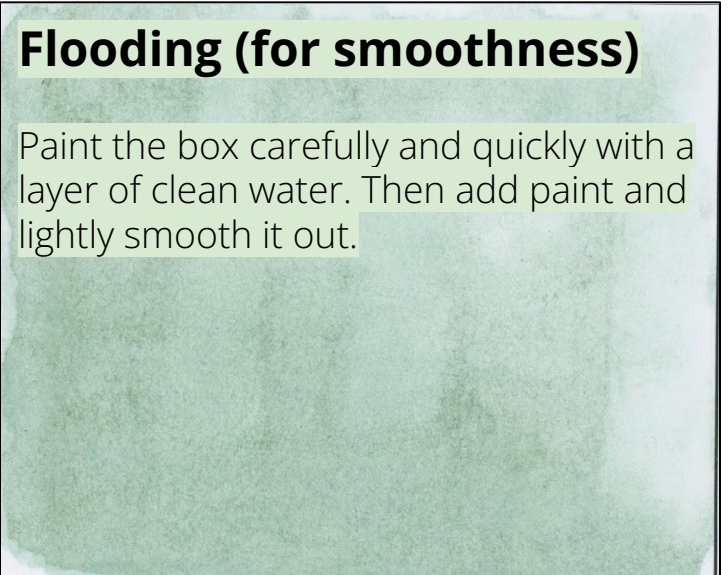 Flooding (for smoothness)
Paint the box carefully and quickly with a
layer of clean water. Then add paint and
lightly smooth it out.